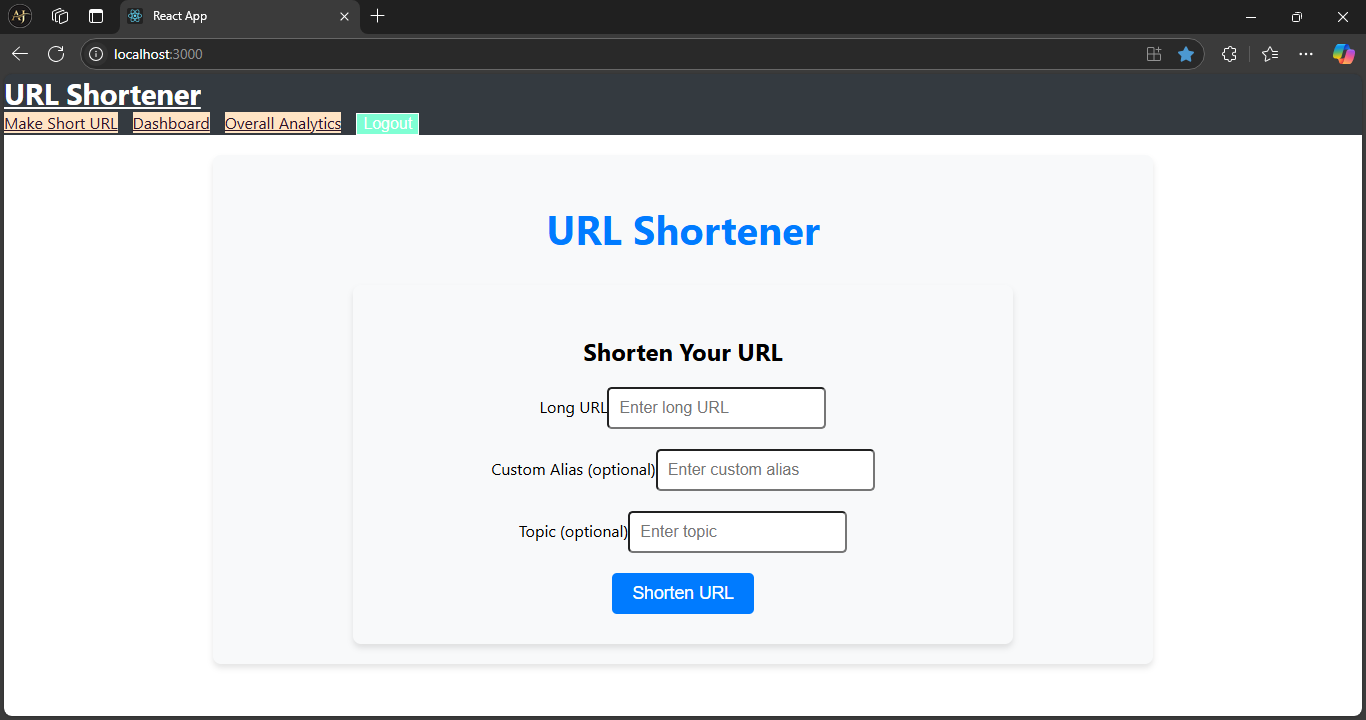 React App
localhost:3000
URL Shortener
Make Short URL Dashboard Overall Analytics Logout
URL Shortener
Shorten Your URL
Long URL Enter long URL
Custom Alias (optional) Enter custom alias
Topic (optional) Enter topic
Shorten URL